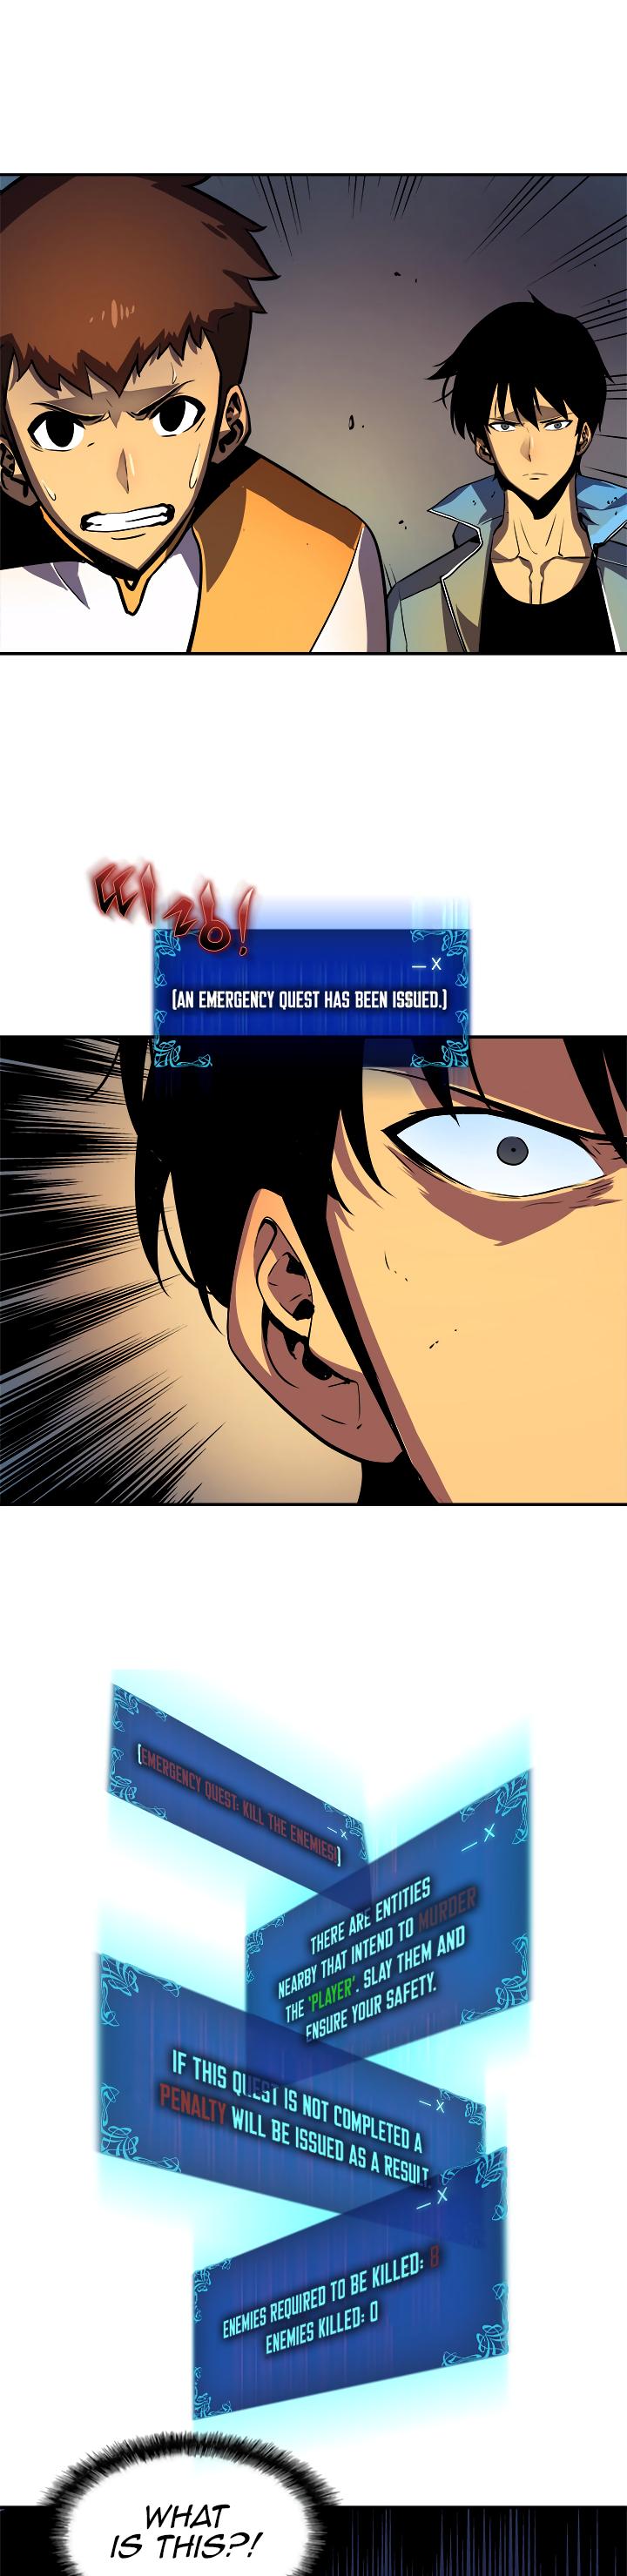 띠링!
[AN EMERGENCY QUEST HAS BEEN ISSUED.]
[EMERGENCY QUEST: KILL THE ENEMIES!]
THERE ARE ENTITIES
NEARBY THAT INTEND TO MURDER
THE 'PLAYER'. SLAY THEM AND
ENSURE YOUR SAFETY.
IF THIS QUEST IS NOT COMPLETED A
PENALTY WILL BE ISSUED AS A RESULT.
ENEMIES REQUIRED TO BE KILLED: 8
ENEMIES KILLED: 0
WHAT
IS THIS?!